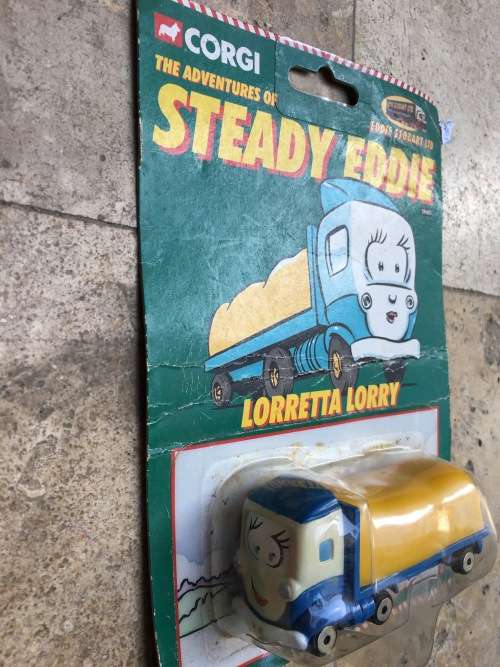 CORGI
THE ADVENTURES OF
STEADY EDDIE
EDDIE STOBART LTD
LORRETTA LORRY